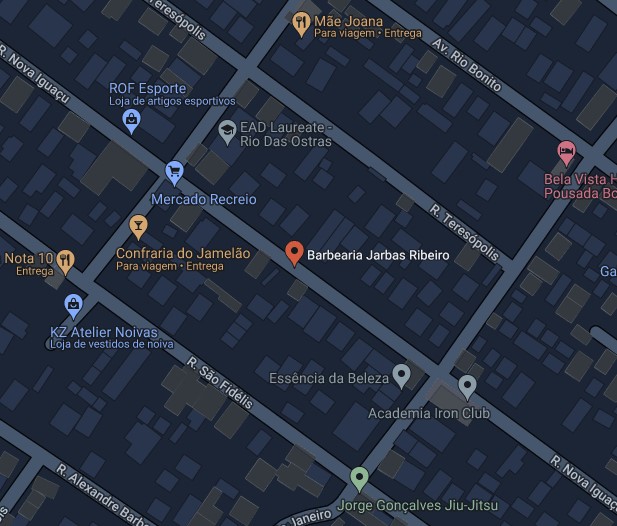 Teresópolis
Mãe Joana
Para viagem • Entrega
Av. Rio Bonito
R. Nova Iguaçu
ROF Esporte
Loja de artigos esportivos
EAD Laureate -
Rio Das Ostras
Bela Vista H
Pousada Bo
Mercado Recreio
R. Teresópolis
Confraria do Jamelão
Para viagem • Entrega
Barbearia Jarbas Ribeiro
Nota 10
Entrega
Ga
KZ Atelier Noivas
Loja de vestidos de noiva
R. São Fidélis
Essência da Beleza
Academia Iron Club
R. Nova Iguaç
R. Alexandre Barbo
Jorge Gonçalves Jiu-Jitsu
Janeiro